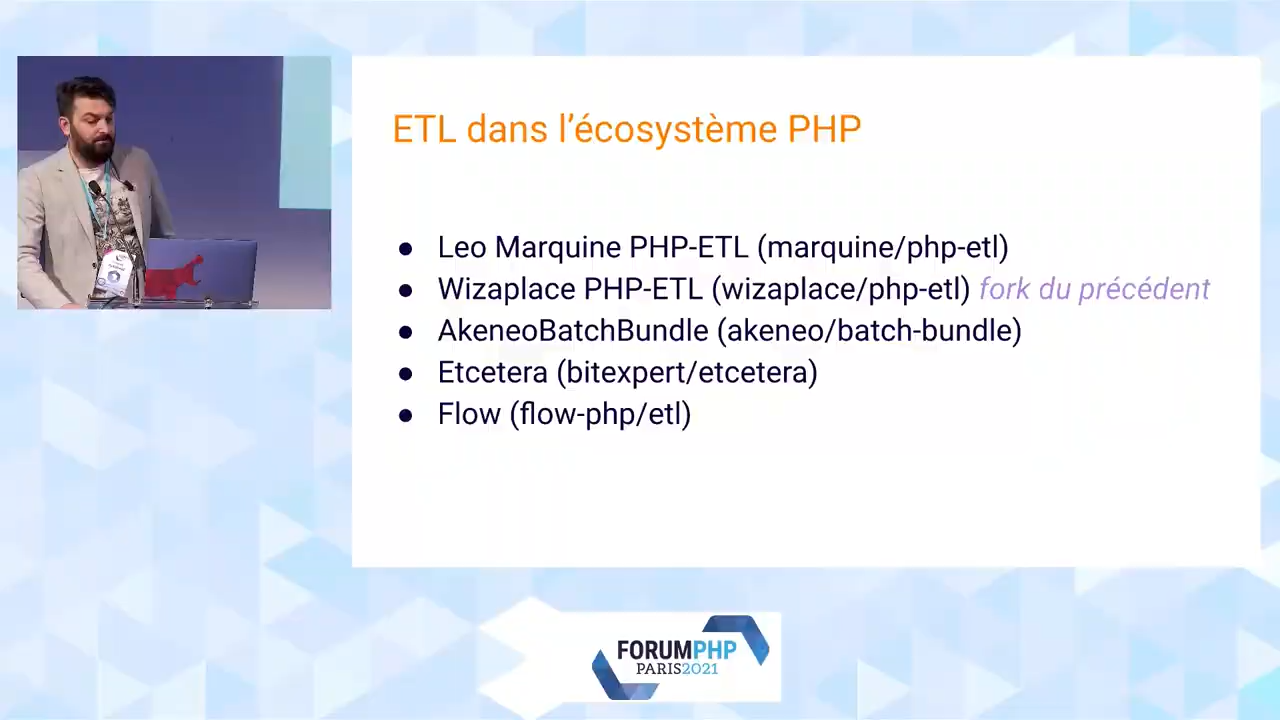 ETL dans l’écosystème PHP
● Leo Marquine PHP-ETL (marquine/php-etl)
● Wizaplace PHP-ETL (wizaplace/php-etl) fork du précédent
● AkeneoBatchBundle (akeneo/batch-bundle)
● Etcetera (bitexpert/etcetera)
● Flow (flow-php/etl)
FORUMPHP
PARIS2021